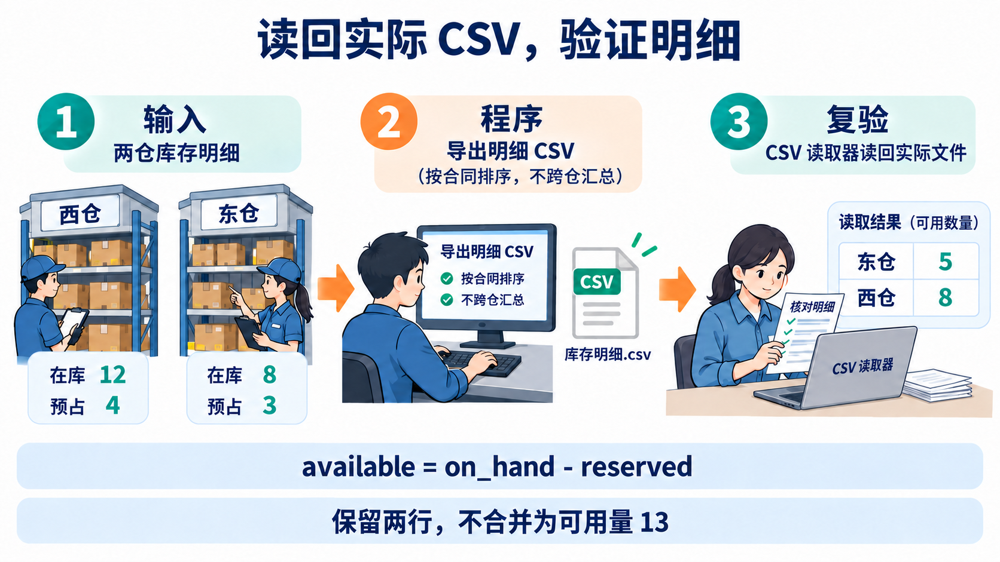 读回实际 CSV，验证明细
1
输入
两仓库存明细
西仓
东仓
在库 12
预占 4
在库 8
预占 3
2
程序
导出明细 CSV
（按合同排序，不跨仓汇总）
导出明细 CSV
按合同排序
不跨仓汇总
CSV
库存明细.csv
3
复验
CSV 读取器读回实际文件
读取结果（可用数量）
东仓 5
西仓 8
核对明细
CSV 读取器
available = on_hand - reserved
保留两行，不合并为可用量 13